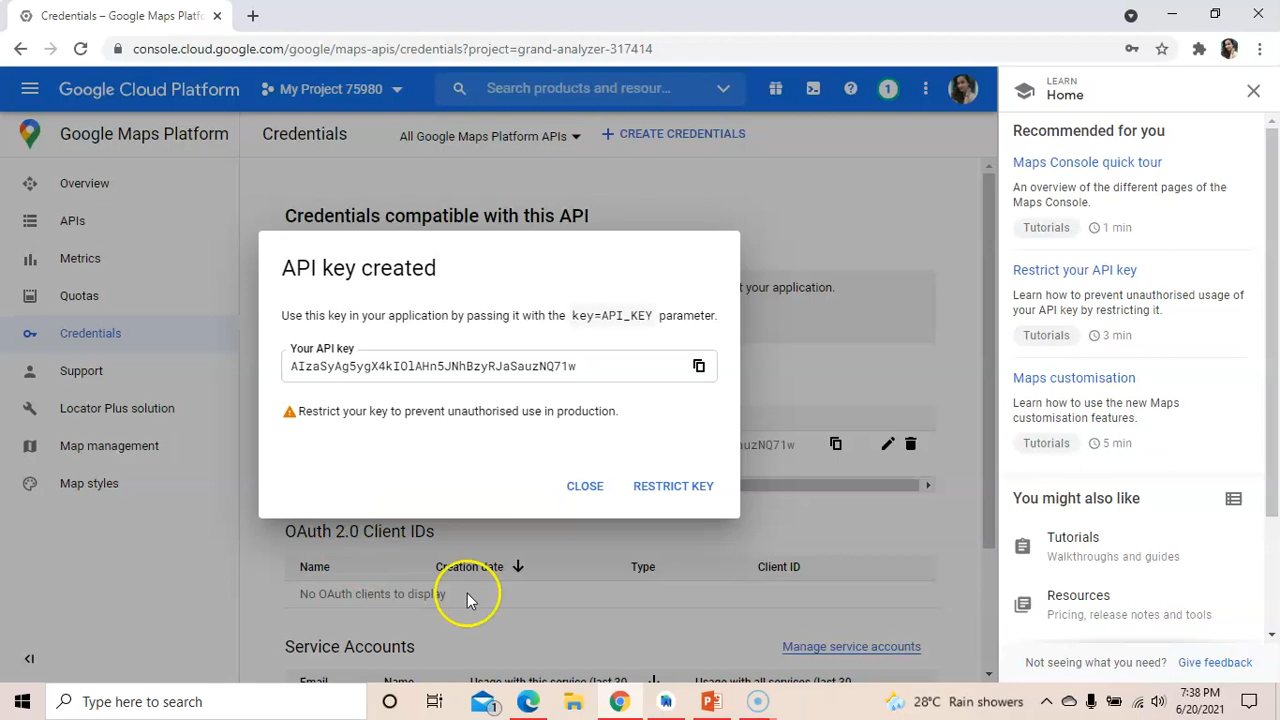 Credentials – Google Maps Platf
console.cloud.google.com/google/maps-apis/credentials?project=grand-analyzer-317414
Google Cloud Platform
My Project 75980
Search products and resour...
1
LEARN
Home
Google Maps Platform
Credentials
All Google Maps Platform APIs
+ CREATE CREDENTIALS
Overview
APIs
Metrics
Quotas
Credentials
Support
Locator Plus solution
Map management
Map styles
Credentials compatible with this API
t your application.
API key created
Use this key in your application by passing it with the key=API_KEY parameter.
Your API key
AIzaSyAg5ygX4kIOlAHn5JNhBzyRJaSauzNQ71w
Restrict your key to prevent unauthorised use in production.
CLOSE
RESTRICT KEY
auzNQ71w
OAuth 2.0 Client IDs
Name
Creation date
Type
Client ID
No OAuth clients to display
Service Accounts
Manage service accounts
Email
Name
Usage with this service (last 30
Usage with all services (last 30
Recommended for you
Maps Console quick tour
An overview of the different pages of the
Maps Console.
Tutorials
1 min
Restrict your API key
Learn how to prevent unauthorised usage of
your API key by restricting it.
Tutorials
3 min
Maps customisation
Learn how to use the new Maps
customisation features.
Tutorials
5 min
You might also like
Tutorials
Walkthroughs and guides
Resources
Pricing, release notes and tools
Not seeing what you need?
Give feedback
Type here to search
1
28°C Rain showers
7:38 PM
6/20/2021